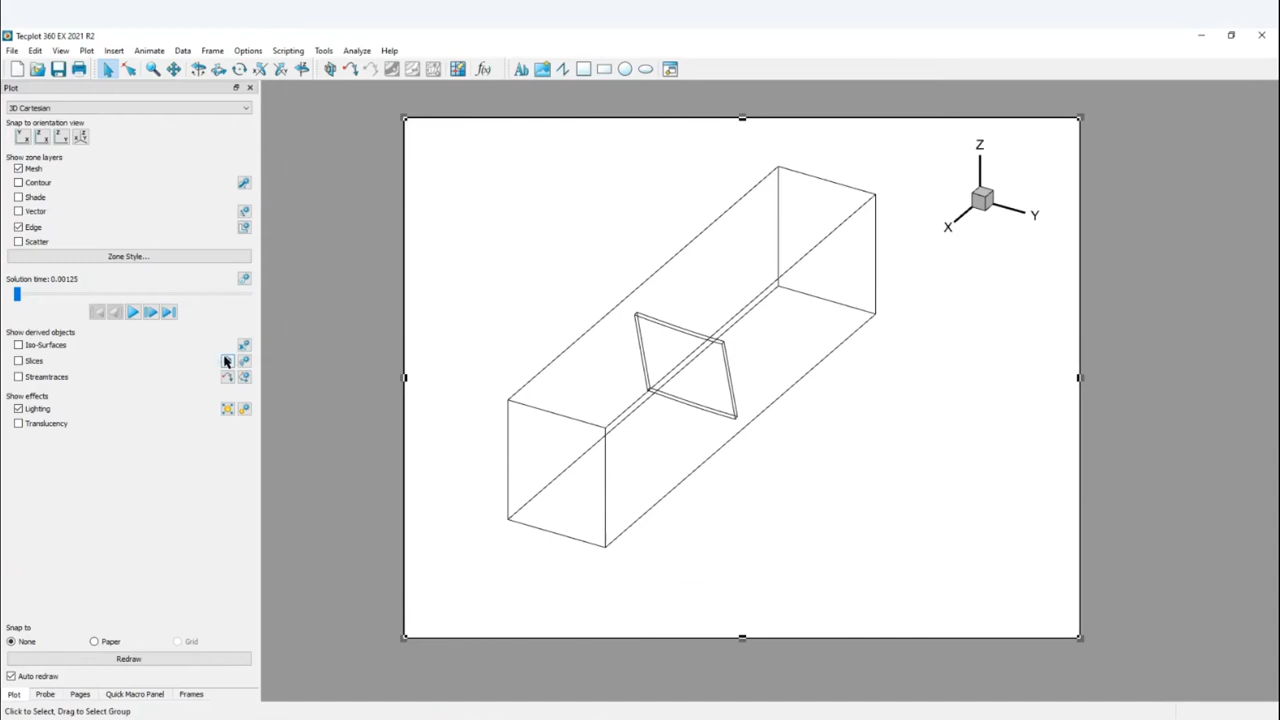 Tecplot 360 EX 2021 R2
File Edit View Plot Insert Animate Data Frame Options Scripting Tools Analyze Help
Ab f(x)
Plot
3D Cartesian
Snap to orientation view
Show zone layers
Mesh
Contour
Shade
Vector
Edge
Scatter
Zone Style...
Solution time: 0.00125
Show derived objects
Iso-Surfaces
Slices
Streamtraces
Show effects
Lighting
Translucency
Snap to
None Paper Grid
Redraw
Auto redraw
Plot Probe Pages Quick Macro Panel Frames
Click to Select, Drag to Select Group
Z
Y
X